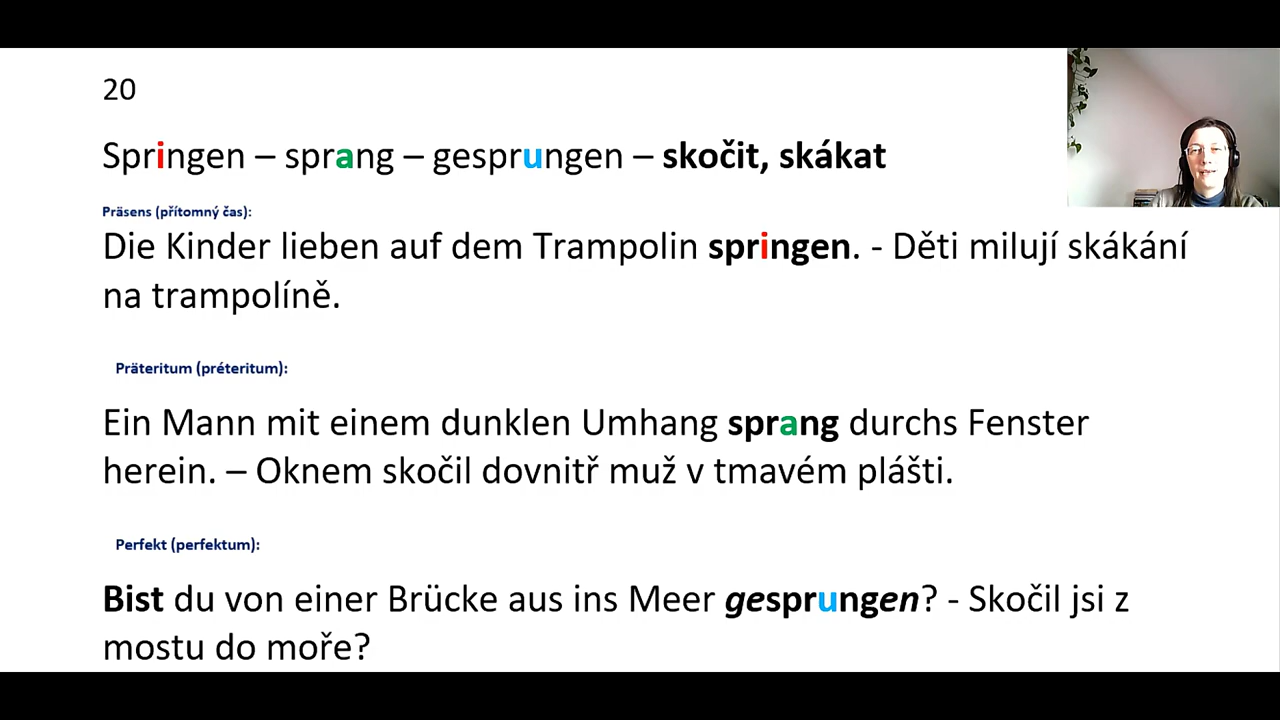 20
Springen – sprang – gesprungen – skočit, skákat
Präsens (přítomný čas):
Die Kinder lieben auf dem Trampolin springen. - Děti milují skákání
na trampolíně.
Präteritum (préteritum):
Ein Mann mit einem dunklen Umhang sprang durchs Fenster
herein. – Oknem skočil dovnitř muž v tmavém plášti.
Perfekt (perfektum):
Bist du von einer Brücke aus ins Meer gesprungen? - Skočil jsi z
mostu do moře?